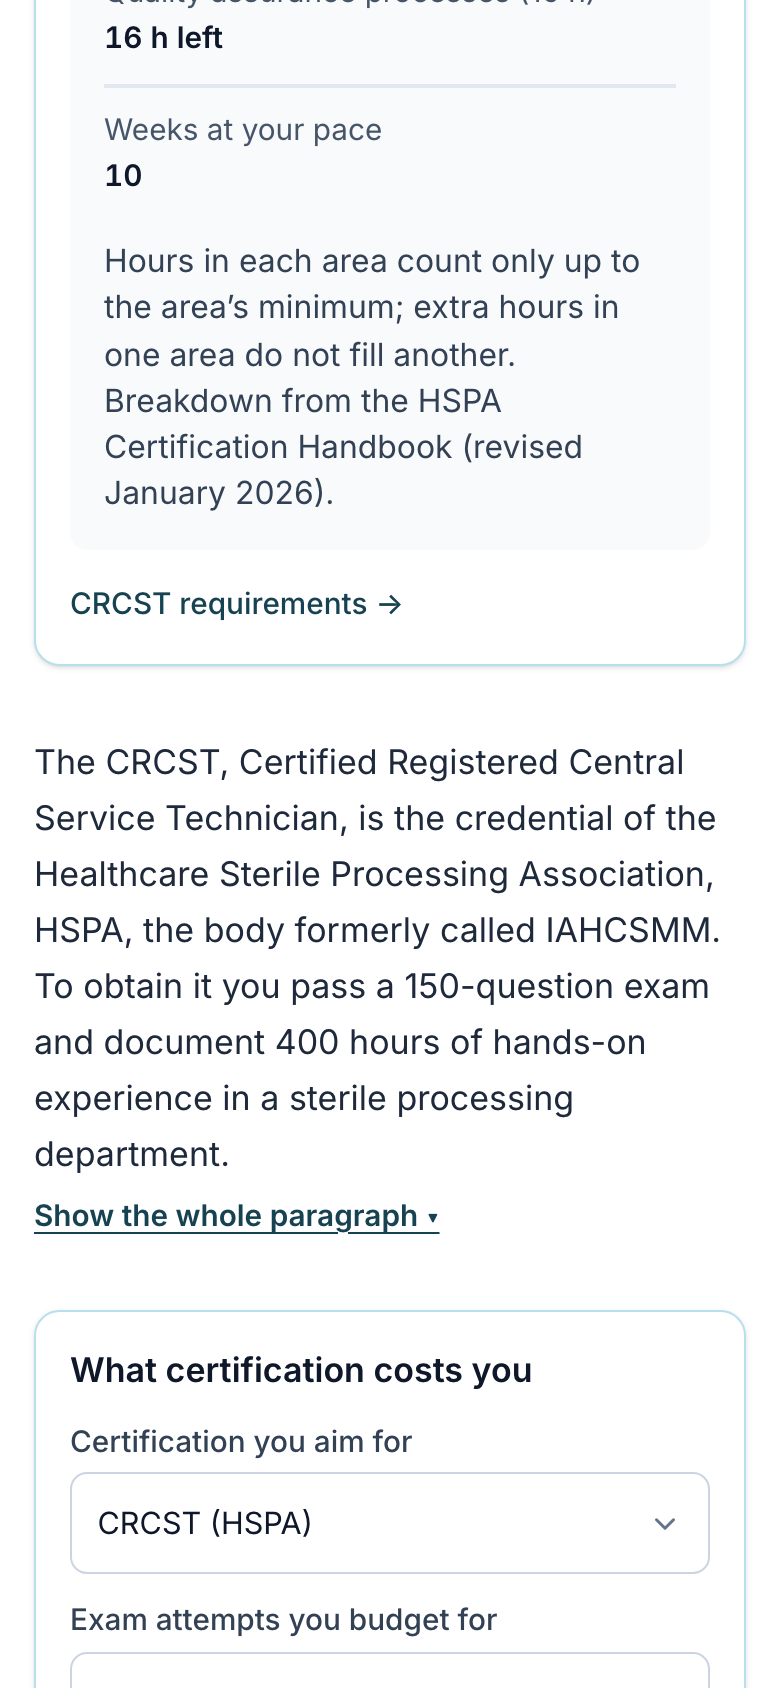 Quality assurance processes (16 h)
16 h left
Weeks at your pace
10
Hours in each area count only up to
the area’s minimum; extra hours in
one area do not fill another.
Breakdown from the HSPA
Certification Handbook (revised
January 2026).
CRCST requirements →
The CRCST, Certified Registered Central
Service Technician, is the credential of the
Healthcare Sterile Processing Association,
HSPA, the body formerly called IAHCSMM.
To obtain it you pass a 150-question exam
and document 400 hours of hands-on
experience in a sterile processing
department.
Show the whole paragraph ▾
What certification costs you
Certification you aim for
CRCST (HSPA)
Exam attempts you budget for